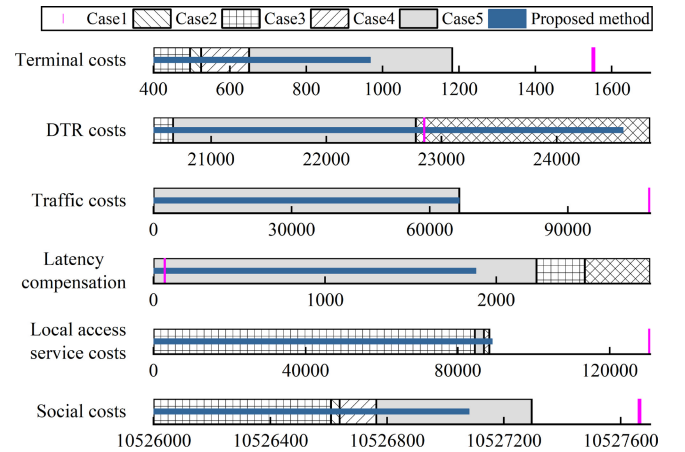 Case1 Case2 Case3 Case4 Case5 Proposed method
Terminal costs
400 600 800 1000 1200 1400 1600
DTR costs
21000 22000 23000 24000
Traffic costs
0 30000 60000 90000
Latency
compensation
0 1000 2000
Local access
service costs
0 40000 80000 120000
Social costs
10526000 10526400 10526800 10527200 10527600